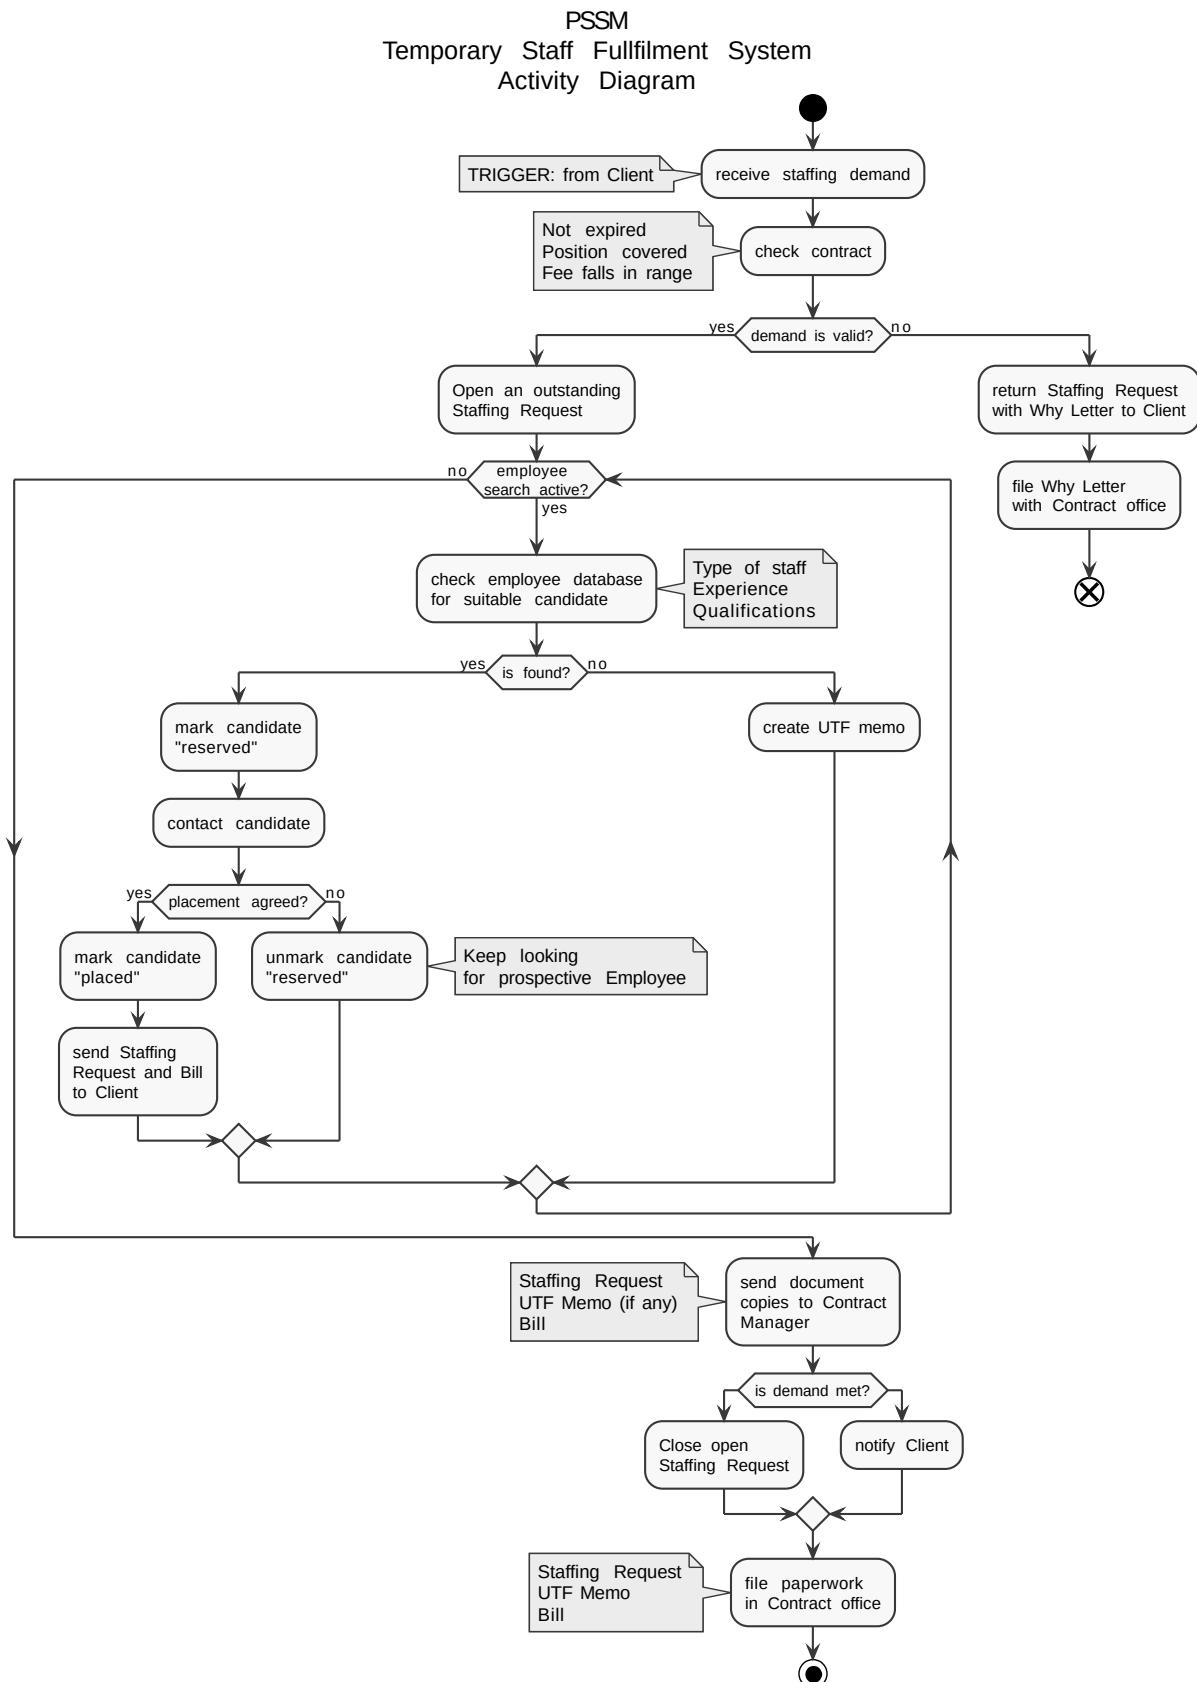 PSSM
Temporary Staff Fullfilment System
Activity Diagram
TRIGGER: from Client
receive staffing demand
Not expired
Position covered
Fee falls in range
check contract
yes
demand is valid?
no
Open an outstanding
Staffing Request
return Staffing Request
with Why Letter to Client
no
employee
search active?
yes
file Why Letter
with Contract office
check employee database
for suitable candidate
Type of staff
Experience
Qualifications
yes
is found?
no
mark candidate
"reserved"
create UTF memo
contact candidate
yes
placement agreed?
no
mark candidate
"placed"
unmark candidate
"reserved"
Keep looking
for prospective Employee
send Staffing
Request and Bill
to Client
Staffing Request
UTF Memo (if any)
Bill
send document
copies to Contract
Manager
is demand met?
Close open
Staffing Request
notify Client
Staffing Request
UTF Memo
Bill
file paperwork
in Contract office